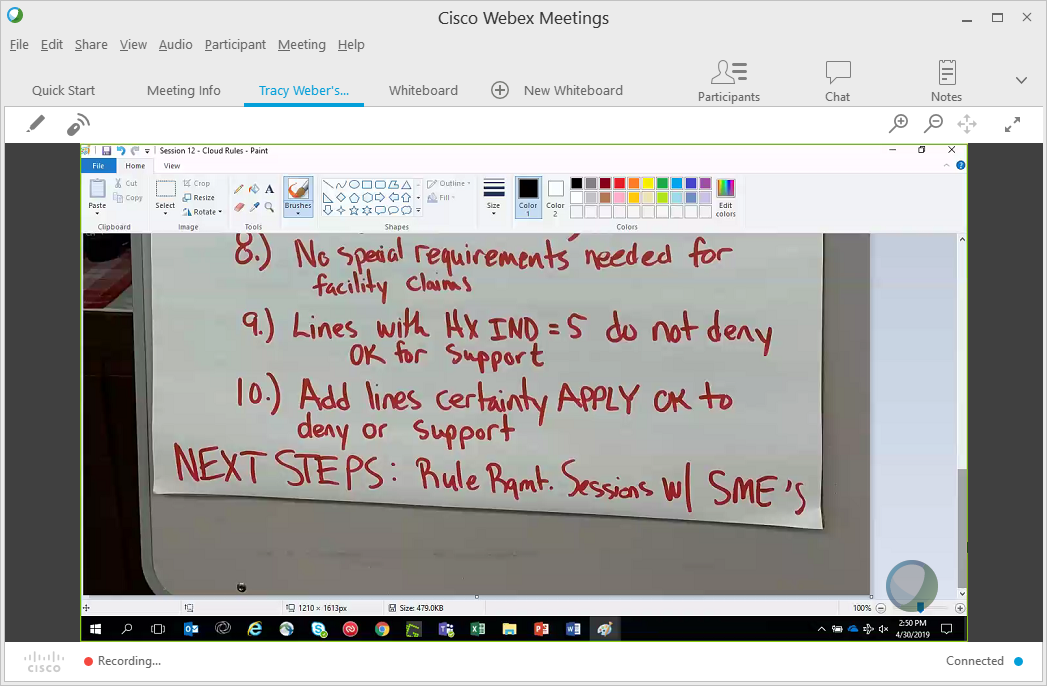 Cisco Webex Meetings
File Edit Share View Audio Participant Meeting Help
Quick Start Meeting Info Tracy Weber's... Whiteboard New Whiteboard Participants Chat Notes
Session 12 - Cloud Rules - Paint
File Home View
Paste Cut Copy Select Crop Resize Rotate A Brushes Outline Fill Size Color 1 Color 2 Edit colors
Clipboard Image Tools Shapes Colors
8.) No special requirements needed for
facility claims
9.) Lines with HX IND = S do not deny
OK for support
10.) Add lines certainty APPLY OK to
deny or support
NEXT STEPS: Rule Rqmt. Sessions w/ SME's
1210 × 1613px Size: 479.0KB 100%
2:50 PM
4/30/2019
CISCO Recording... Connected